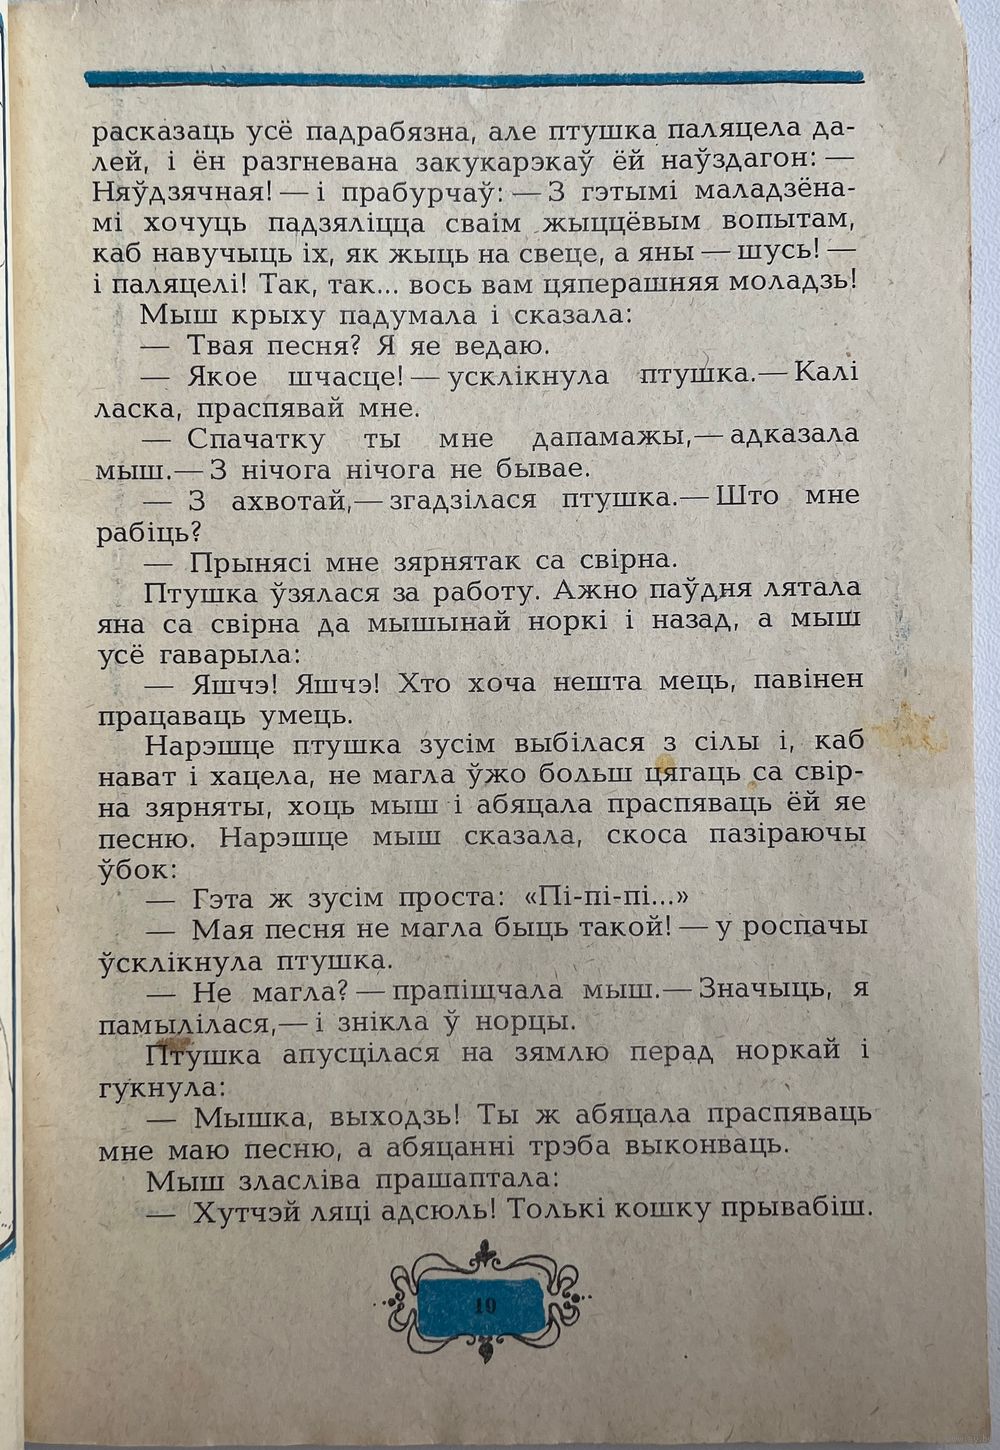 расказаць усё падрабязна, але птушка паляцела да-
лей, і ён разгневана закукарэкаў ёй наўздагон: —
Няўдзячная! — і прабурчаў: — З гэтымі маладзёна-
мі хочуць падзяліцца сваім жыццёвым вопытам,
каб навучыць іх, як жыць на свеце, а яны — шусь! —
і паляцелі! Так, так... вось вам цяперашняя моладзь!
Мыш крыху падумала і сказала:
— Твая песня? Я яе ведаю.
— Якое шчасце! — усклікнула птушка.— Калі
ласка, праспявай мне.
— Спачатку ты мне дапамажы,— адказала
мыш.— З нічога нічога не бывае.
— З ахвотай,— згадзілася птушка.— Што мне
рабіць?
— Прынясі мне зярнятак са свірна.
Птушка ўзялася за работу. Ажно паўдня лятала
яна са свірна да мышынай норкі і назад, а мыш
усё гаварыла:
— Яшчэ! Яшчэ! Хто хоча нешта мець, павінен
працаваць умець.
Нарэшце птушка зусім выбілася з сілы і, каб
нават і хацела, не магла ўжо больш цягаць са свір-
на зярняты, хоць мыш і абяцала праспяваць ёй яе
песню. Нарэшце мыш сказала, скоса пазіраючы
ўбок:
— Гэта ж зусім проста: «Пі-пі-пі...»
— Мая песня не магла быць такой! — у роспачы
ўсклікнула птушка.
— Не магла? — прапішчала мыш.— Значыць, я
памылілася,— і знікла ў норцы.
Птушка апусцілася на зямлю перад норкай і
гукнула:
— Мышка, выходзь! Ты ж абяцала праспяваць
мне маю песню, а абяцанні трэба выконваць.
Мыш зласліва прашаптала:
— Хутчэй ляці адсюль! Толькі кошку прывабіш.
19